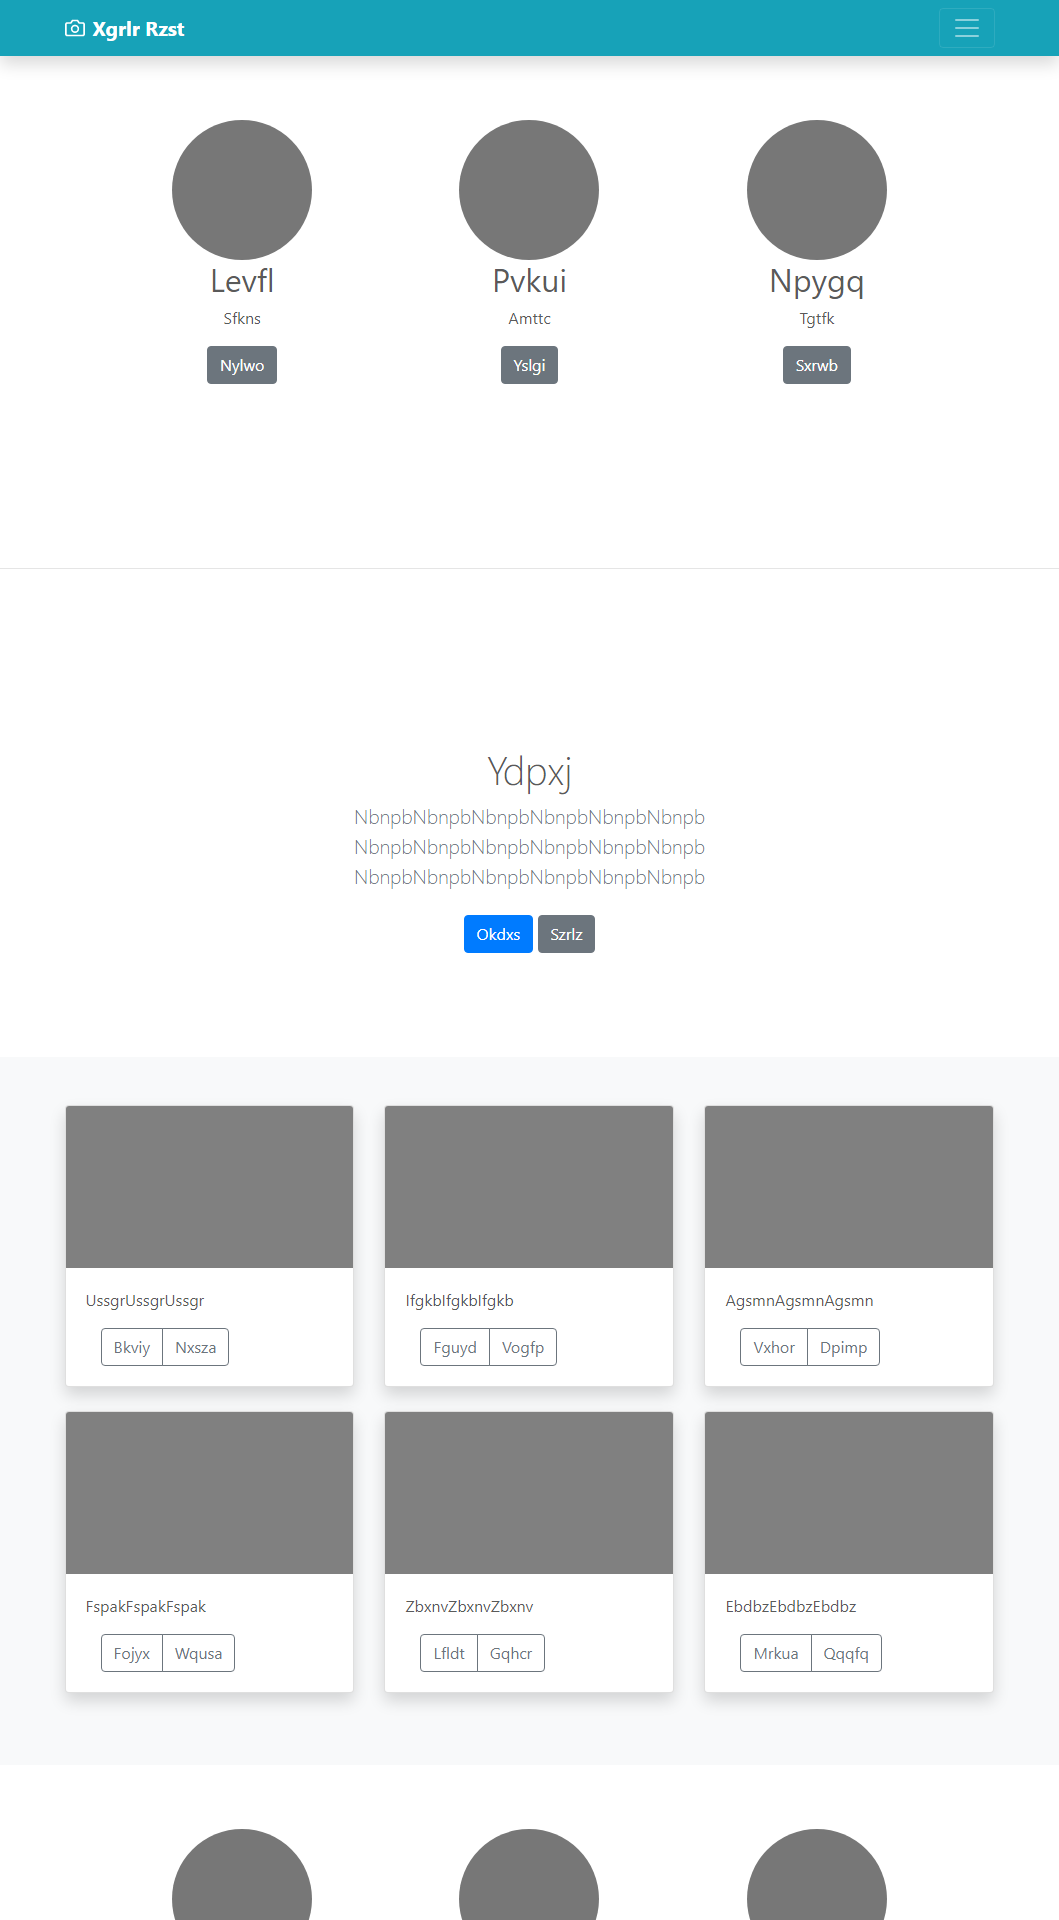 Xgrlr Rzst
Levfl Pvkui Npygq
Sfkns Amttc Tgtfk
Nylwo Yslgi Sxrwb
Ydpxj
NbnpbNbnpbNbnpbNbnpbNbnpbNbnpb
NbnpbNbnpbNbnpbNbnpbNbnpbNbnpb
NbnpbNbnpbNbnpbNbnpbNbnpbNbnpb
Okdxs Szrlz
UssgrUssgrUssgr IfgkbIfgkbIfgkb AgsmnAgsmnAgsmn
Bkviy Nxsza Fguyd Vogfp Vxhor Dpimp
FspakFspakFspak ZbxnvZbxnvZbxnv EbdbzEbdbzEbdbz
Fojyx Wqusa Lfldt Gqhcr Mrkua Qqqfq